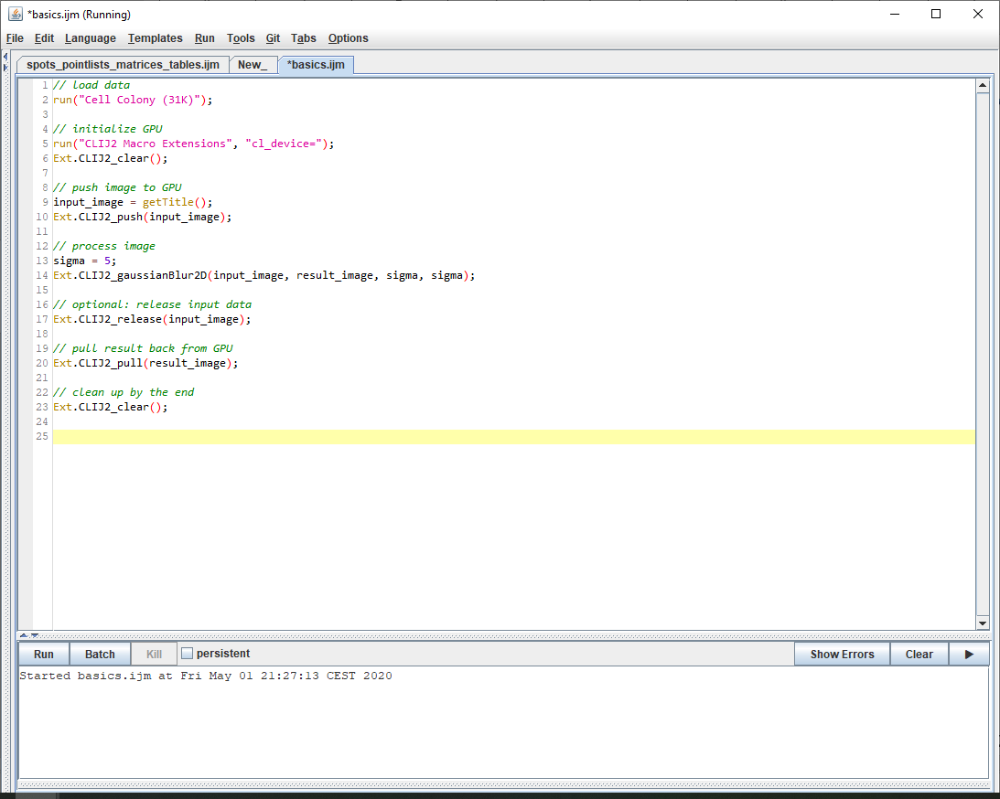 *basics.ijm (Running)
File Edit Language Templates Run Tools Git Tabs Options
spots_pointlists_matrices_tables.ijm New_ *basics.ijm
1 // load data
2 run("Cell Colony (31K)");
3
4 // initialize GPU
5 run("CLIJ2 Macro Extensions", "cl_device=");
6 Ext.CLIJ2_clear();
7
8 // push image to GPU
9 input_image = getTitle();
10 Ext.CLIJ2_push(input_image);
11
12 // process image
13 sigma = 5;
14 Ext.CLIJ2_gaussianBlur2D(input_image, result_image, sigma, sigma);
15
16 // optional: release input data
17 Ext.CLIJ2_release(input_image);
18
19 // pull result back from GPU
20 Ext.CLIJ2_pull(result_image);
21
22 // clean up by the end
23 Ext.CLIJ2_clear();
24
25
Run Batch Kill persistent Show Errors Clear
Started basics.ijm at Fri May 01 21:27:13 CEST 2020